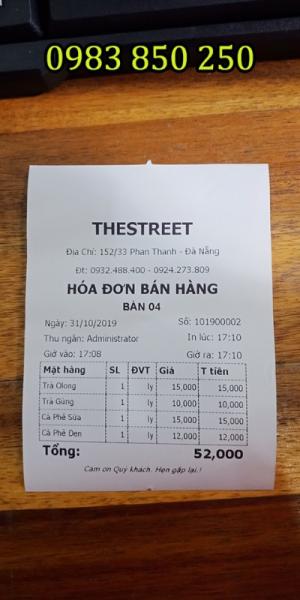 0983 850 250
THESTREET
Địa Chỉ: 152/33 Phan Thanh - Đà Nẵng
Đt: 0932.488.400 - 0924.273.809
HÓA ĐƠN BÁN HÀNG
BÀN 04
Ngày: 31/10/2019 Số: 101900002
Thu ngân: Administrator In lúc: 17:10
Giờ vào: 17:08 Giờ ra: 17:10
Mặt hàng SL ĐVT Giá T tiền
Trà Olong 1 ly 15,000 15,000
Trà Gừng 1 ly 10,000 10,000
Cà Phê Sữa 1 ly 15,000 15,000
Cà Phê Đen 1 ly 12,000 12,000
Tổng: 52,000
Cảm ơn Quý khách. Hẹn gặp lại.!